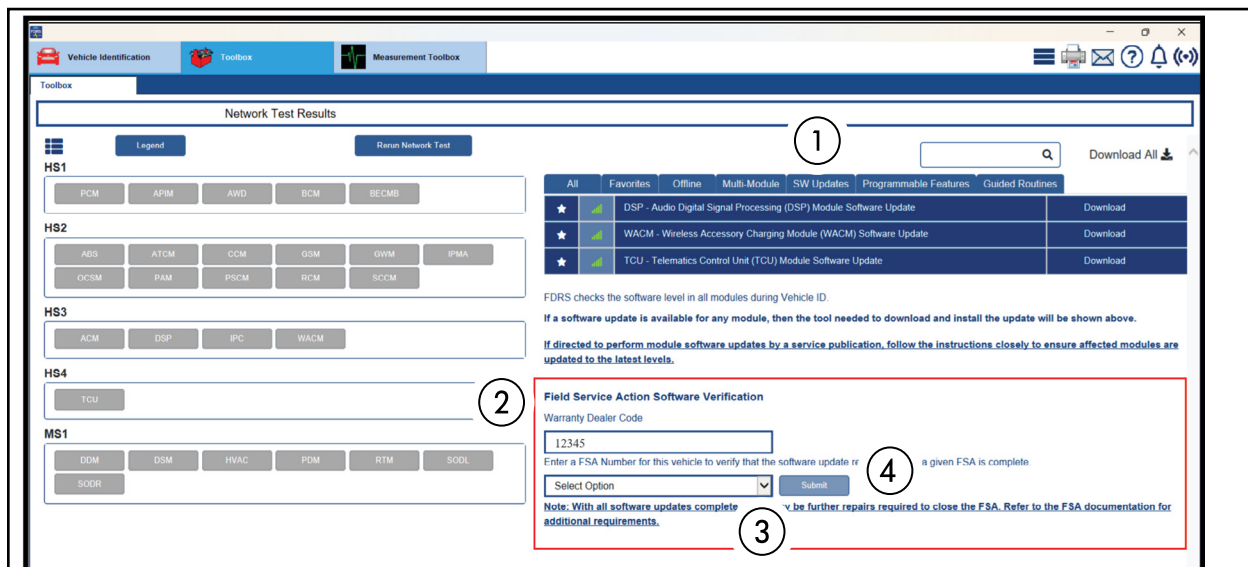 Vehicle Identification
Toolbox
Measurement Toolbox
Toolbox
Network Test Results
1
Legend
Rerun Network Test
Download All
HS1
PCM APIM AWD BCM BECMB
HS2
ABS ATCM CCM GSM GWM IPMA
OCSM PAM PSCM RCM SCCM
HS3
ACM DSP IPC WACM
HS4
TCU
MS1
DDM DSM HVAC PDM RTM SODL
SODR
All Favorites Offline Multi-Module SW Updates Programmable Features Guided Routines
DSP - Audio Digital Signal Processing (DSP) Module Software Update Download
WACM - Wireless Accessory Charging Module (WACM) Software Update Download
TCU - Telematics Control Unit (TCU) Module Software Update Download
FDRS checks the software level in all modules during Vehicle ID.
If a software update is available for any module, then the tool needed to download and install the update will be shown above.
If directed to perform module software updates by a service publication, follow the instructions closely to ensure affected modules are
updated to the latest levels.
2
Field Service Action Software Verification
Warranty Dealer Code
12345
Enter a FSA Number for this vehicle to verify that the software update a given FSA is complete
4
Select Option Submit
Note: With all software updates complete be further repairs required to close the FSA. Refer to the FSA documentation for
additional requirements.
3